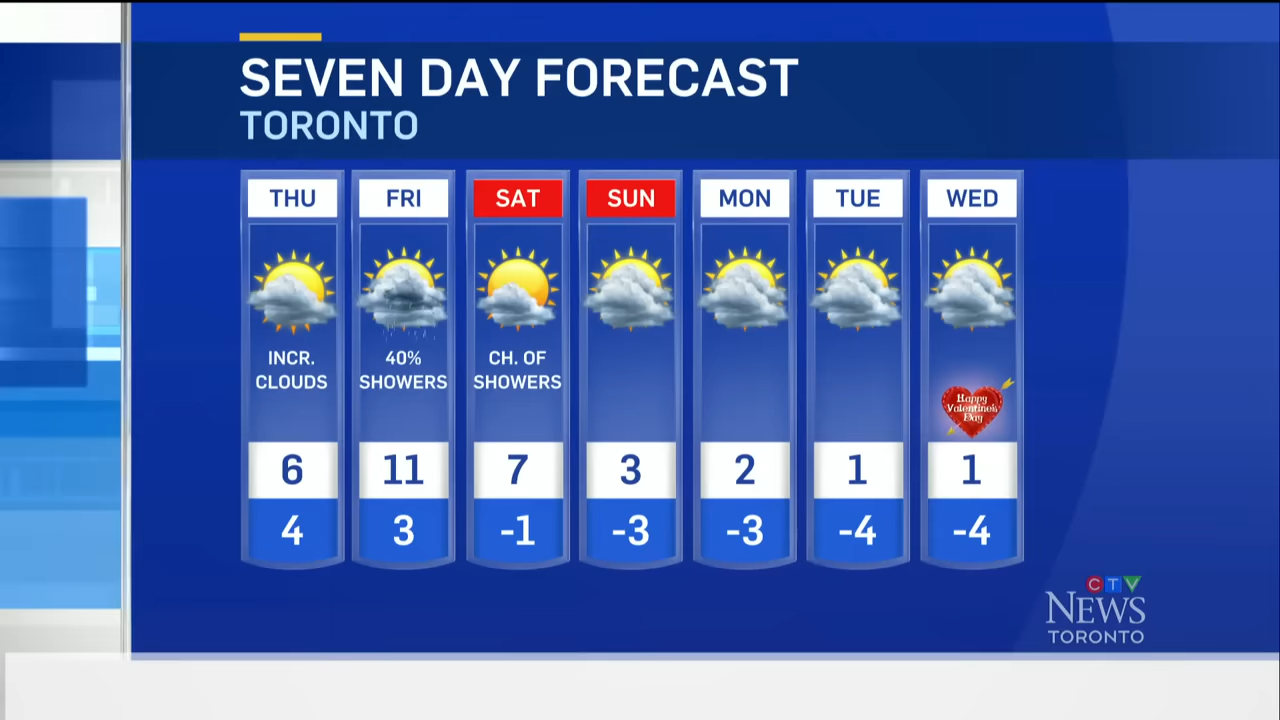 SEVEN DAY FORECAST
TORONTO
THU FRI SAT SUN MON TUE WED
INCR.
CLOUDS
40%
SHOWERS
CH. OF
SHOWERS
Happy
Valentine's
Day
6 11 7 3 2 1 1
4 3 -1 -3 -3 -4 -4
CTV
NEWS
TORONTO